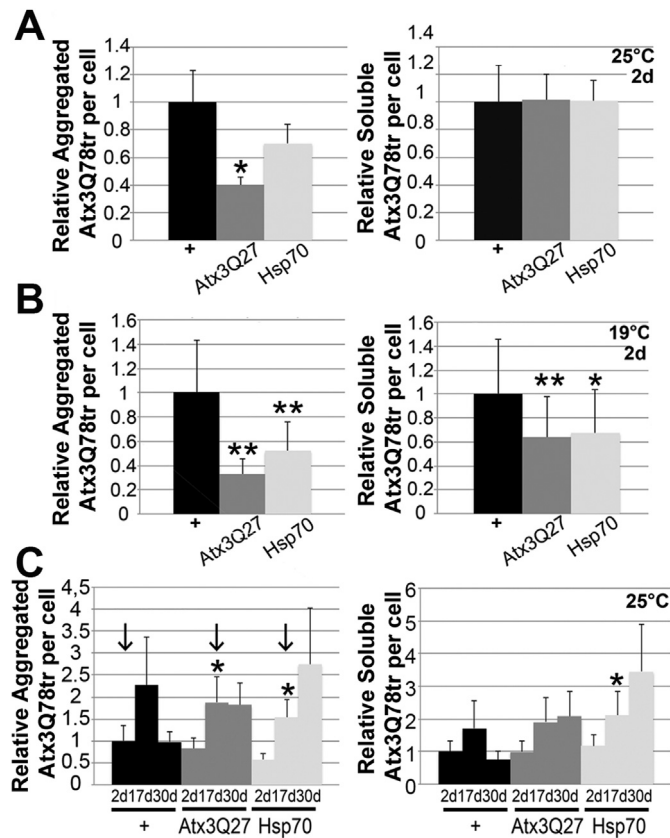 A
Relative Aggregated
Atx3Q78tr per cell
1.4
1.2
1
0.8
0.6
0.4
0.2
0
*
+
Atx3Q27
Hsp70
Relative Soluble
Atx3Q78tr per cell
1.4
1.2
1
0.8
0.6
0.4
0.2
0
25°C
2d
+
Atx3Q27
Hsp70
B
Relative Aggregated
Atx3Q78tr per cell
1.6
1.4
1.2
1
0.8
0.6
0.4
0.2
0
**
**
+
Atx3Q27
Hsp70
Relative Soluble
Atx3Q78tr per cell
1.6
1.4
1.2
1
0.8
0.6
0.4
0.2
0
19°C
2d
**
*
+
Atx3Q27
Hsp70
C
Relative Aggregated
Atx3Q78tr per cell
4,5
4
3.5
3
2.5
2
1.5
1
0.5
0
*
*
2d17d30d 2d17d30d 2d17d30d
+ Atx3Q27 Hsp70
Relative Soluble
Atx3Q78tr per cell
6
5
4
3
2
1
0
25°C
*
2d17d30d 2d17d30d 2d17d30d
+ Atx3Q27 Hsp70